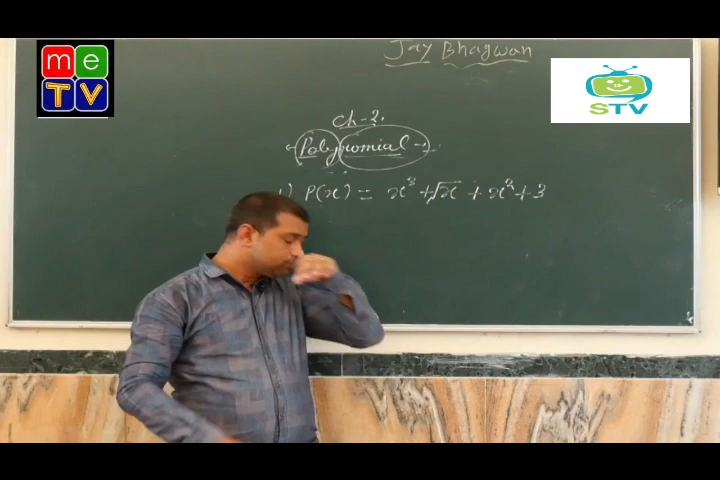 me
TV
STV
Jay Bhagwan
Ch-2.
Polynomial
1) P(x) = x³ + √x + x² + 3